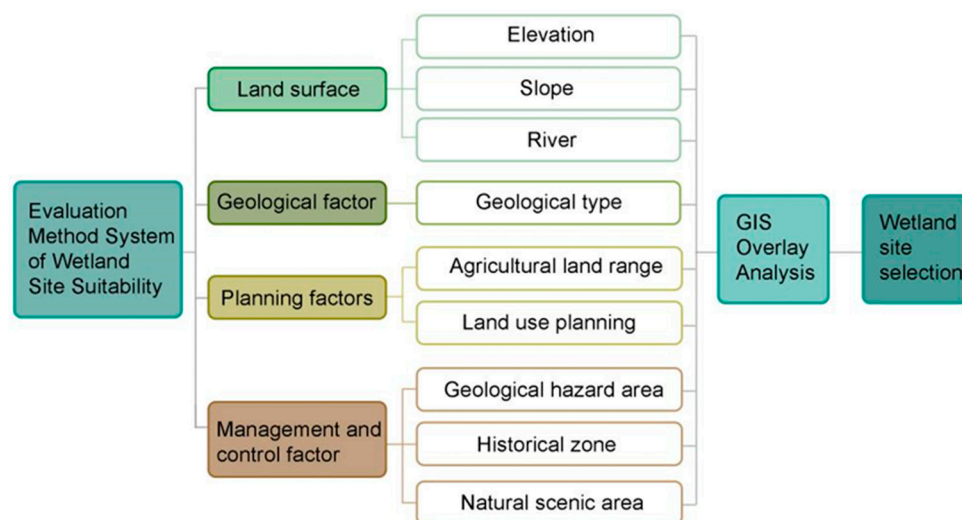 Evaluation
Method System
of Wetland
Site Suitability
Land surface
Geological factor
Planning factors
Management and
control factor
Elevation
Slope
River
Geological type
Agricultural land range
Land use planning
Geological hazard area
Historical zone
Natural scenic area
GIS
Overlay
Analysis
Wetland
site
selection